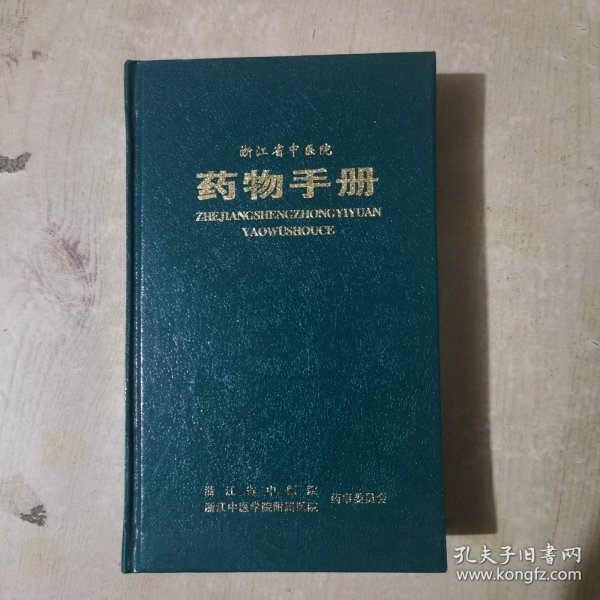 浙江省中医院
药物手册
ZHEJIANGSHENGZHONGYIYUAN
YAOWUSHOUCE
浙江省中医院
浙江中医学院附属医院
药事委员会
孔夫子旧书网
www.kongfz.com